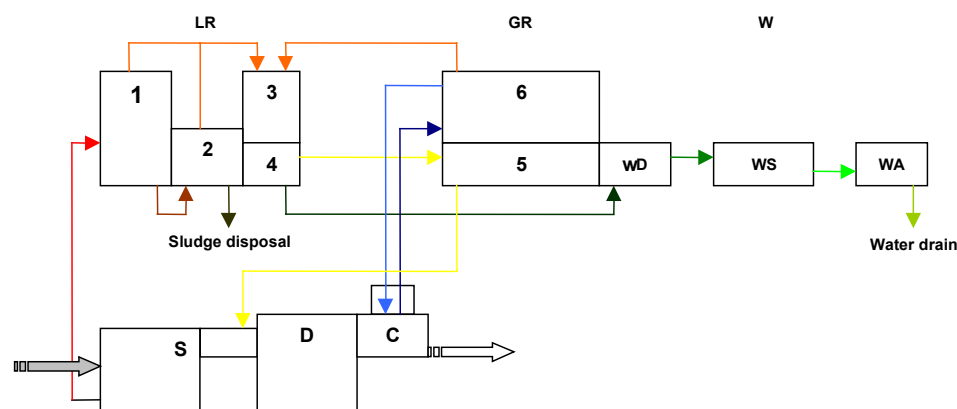 LR GR W
1
2
3
4
6
5
WD
WS
WA
Sludge disposal
Water drain
S
D
C